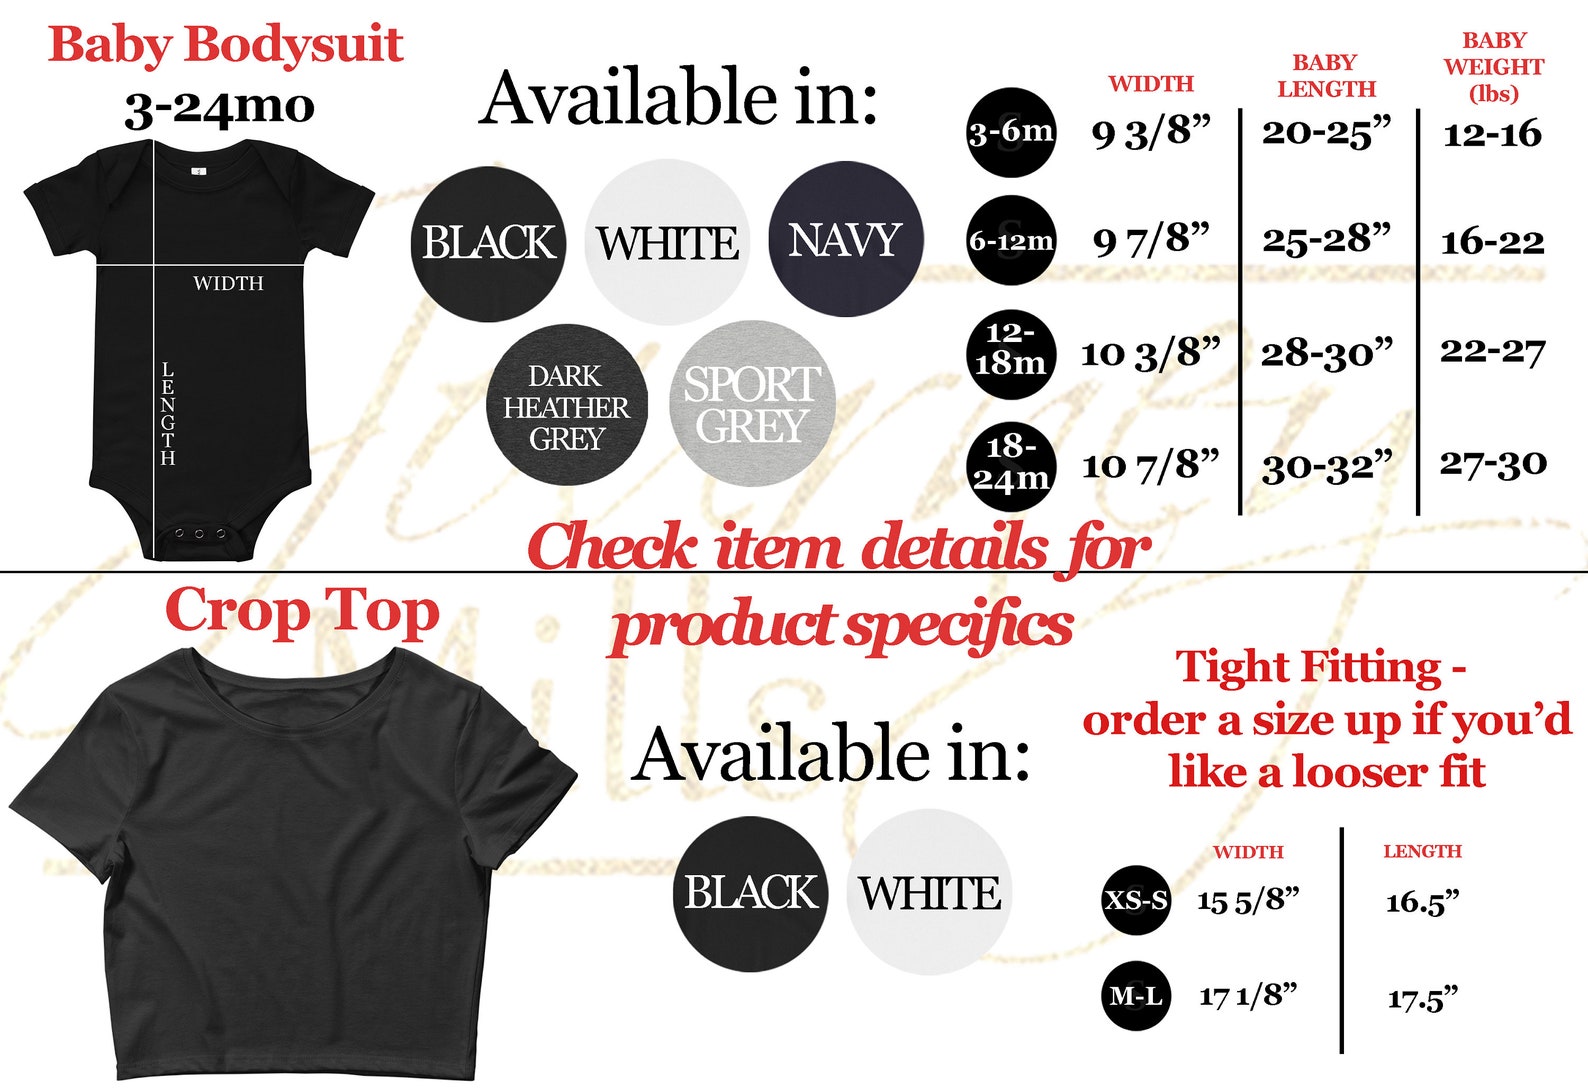 Baby Bodysuit
3-24mo
WIDTH
LENGTH
Available in:
BLACK
WHITE
NAVY
DARK
HEATHER
GREY
SPORT
GREY
WIDTH
BABY
LENGTH
BABY
WEIGHT
(lbs)
3-6m 9 3/8” 20-25” 12-16
6-12m 9 7/8” 25-28” 16-22
12-
18m 10 3/8” 28-30” 22-27
18-
24m 10 7/8” 30-32” 27-30
Check item details for
product specifics
Crop Top
Available in:
BLACK
WHITE
Tight Fitting -
order a size up if you’d
like a looser fit
WIDTH LENGTH
XS-S 15 5/8” 16.5”
M-L 17 1/8” 17.5”